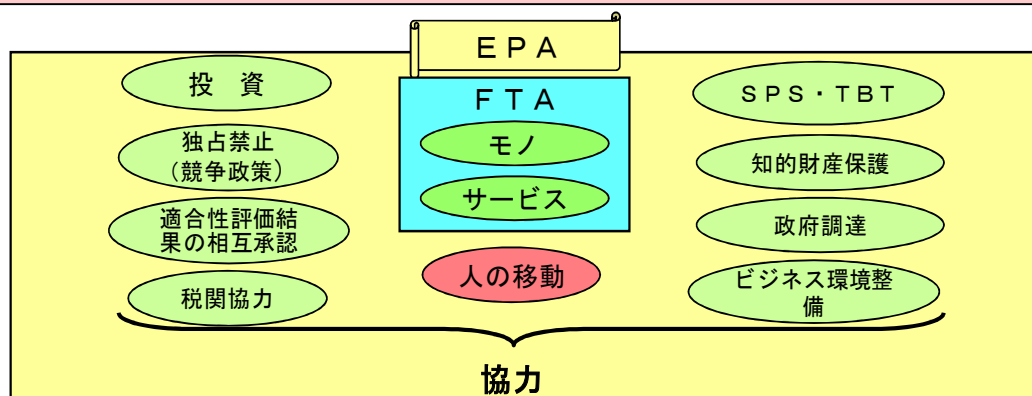 ＥＰＡ
投　資
独占禁止
（競争政策）
適合性評価結
果の相互承認
税関協力
ＦＴＡ
モノ
サービス
人の移動
ＳＰＳ・ＴＢＴ
知的財産保護
政府調達
ビジネス環境整
備
協力